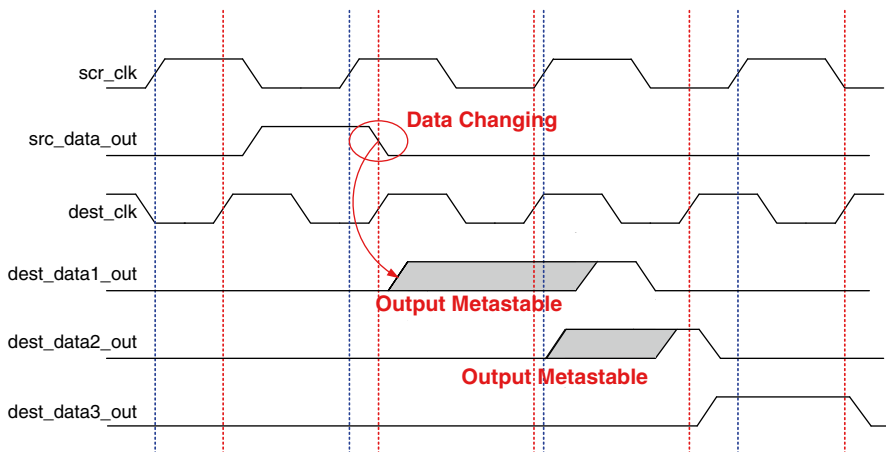 scr_clk
Data Changing
src_data_out
dest_clk
dest_data1_out
Output Metastable
dest_data2_out
Output Metastable
dest_data3_out